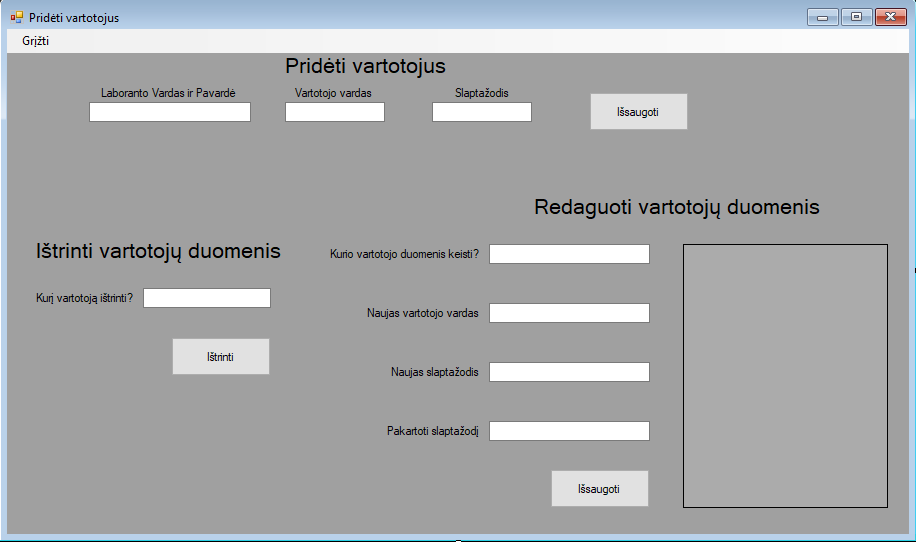 Pridėti vartotojus
Grįžti
Pridėti vartotojus
Laboranto Vardas ir Pavardė
Vartotojo vardas
Slaptažodis
Išsaugoti
Redaguoti vartotojų duomenis
Ištrinti vartotojų duomenis
Kurio vartotojo duomenis keisti?
Kurį vartotoją ištrinti?
Naujas vartotojo vardas
Ištrinti
Naujas slaptažodis
Pakartoti slaptažodį
Išsaugoti